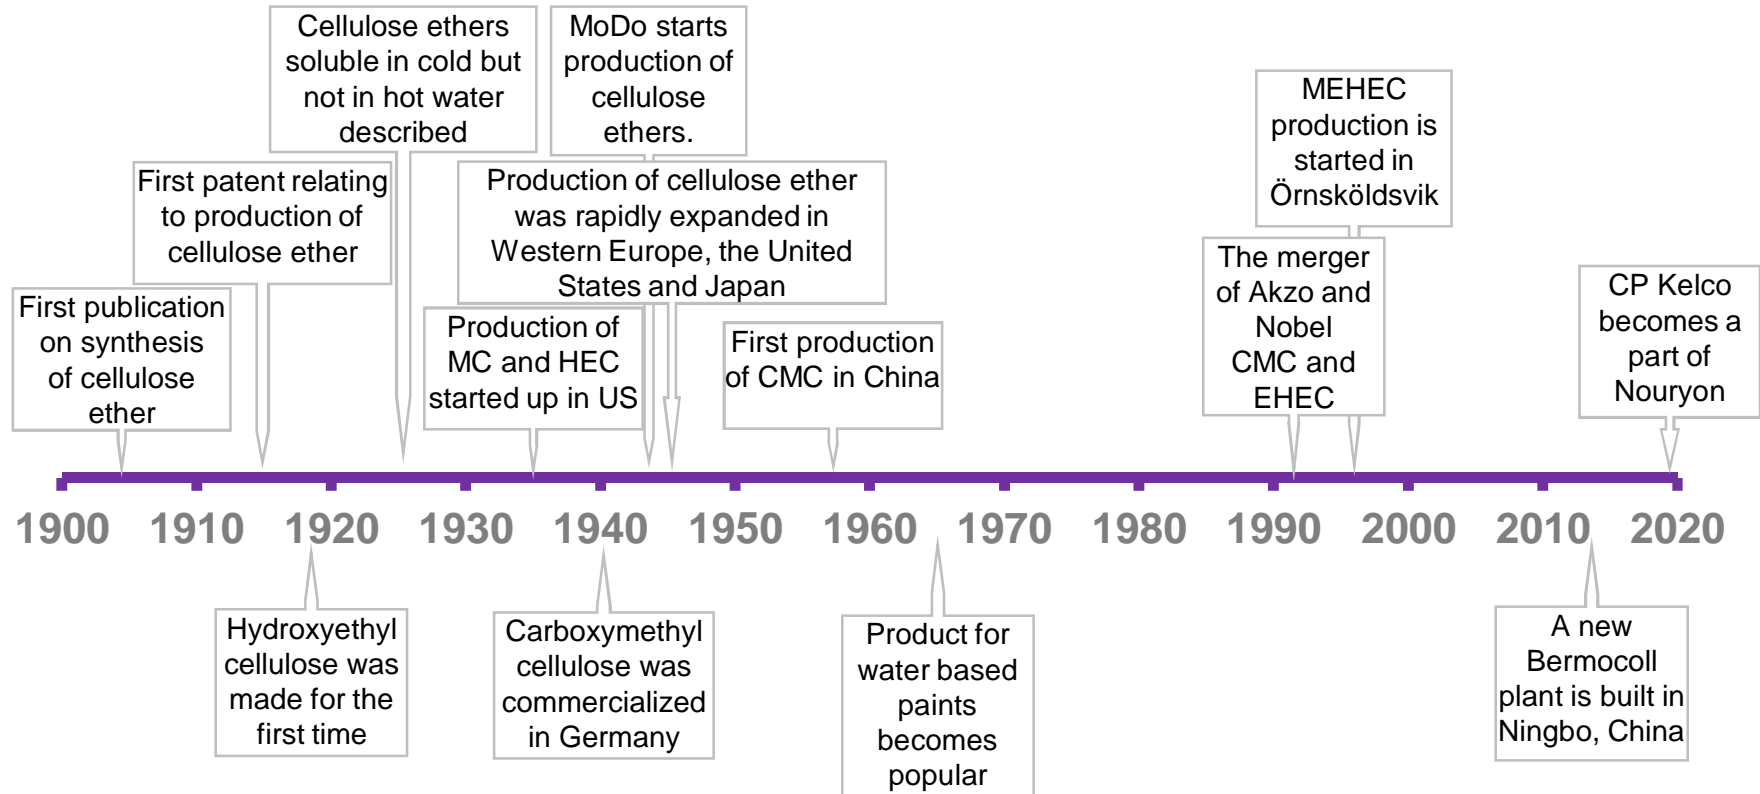 Cellulose ethers
soluble in cold but
not in hot water
described
MoDo starts
production of
cellulose
ethers.
MEHEC
production is
started in
Örnsköldsvik
First patent relating
to production of
cellulose ether
Production of cellulose ether
was rapidly expanded in
Western Europe, the United
States and Japan
The merger
of Akzo and
Nobel
CMC and
EHEC
CP Kelco
becomes a
part of
Nouryon
First publication
on synthesis
of cellulose
ether
Production of
MC and HEC
started up in US
First production
of CMC in China
1900 1910 1920 1930 1940 1950 1960 1970 1980 1990 2000 2010 2020
Hydroxyethyl
cellulose was
made for the
first time
Carboxymethyl
cellulose was
commercialized
in Germany
Product for
water based
paints
becomes
popular
A new
Bermocoll
plant is built in
Ningbo, China